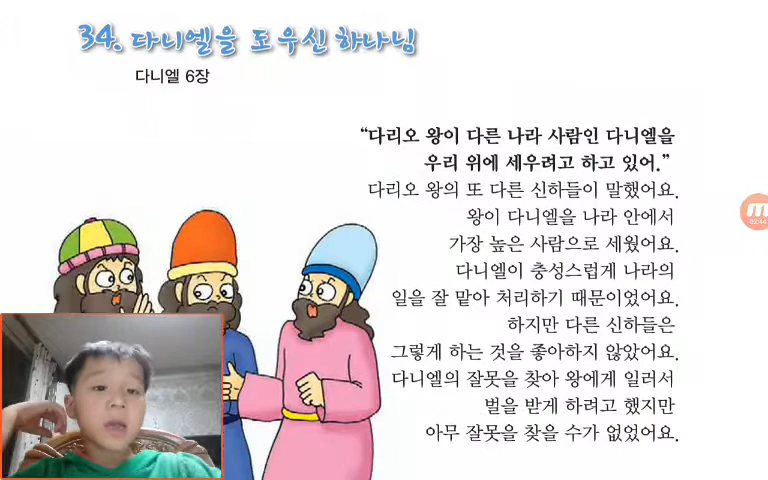 34. 다니엘을 도우신 하나님
다니엘 6장
“다리오 왕이 다른 나라 사람인 다니엘을
우리 위에 세우려고 하고 있어.”
다리오 왕의 또 다른 신하들이 말했어요.
왕이 다니엘을 나라 안에서
가장 높은 사람으로 세웠어요.
다니엘이 충성스럽게 나라의
일을 잘 맡아 처리하기 때문이었어요.
하지만 다른 신하들은
그렇게 하는 것을 좋아하지 않았어요.
다니엘의 잘못을 찾아 왕에게 일러서
벌을 받게 하려고 했지만
아무 잘못을 찾을 수가 없었어요.